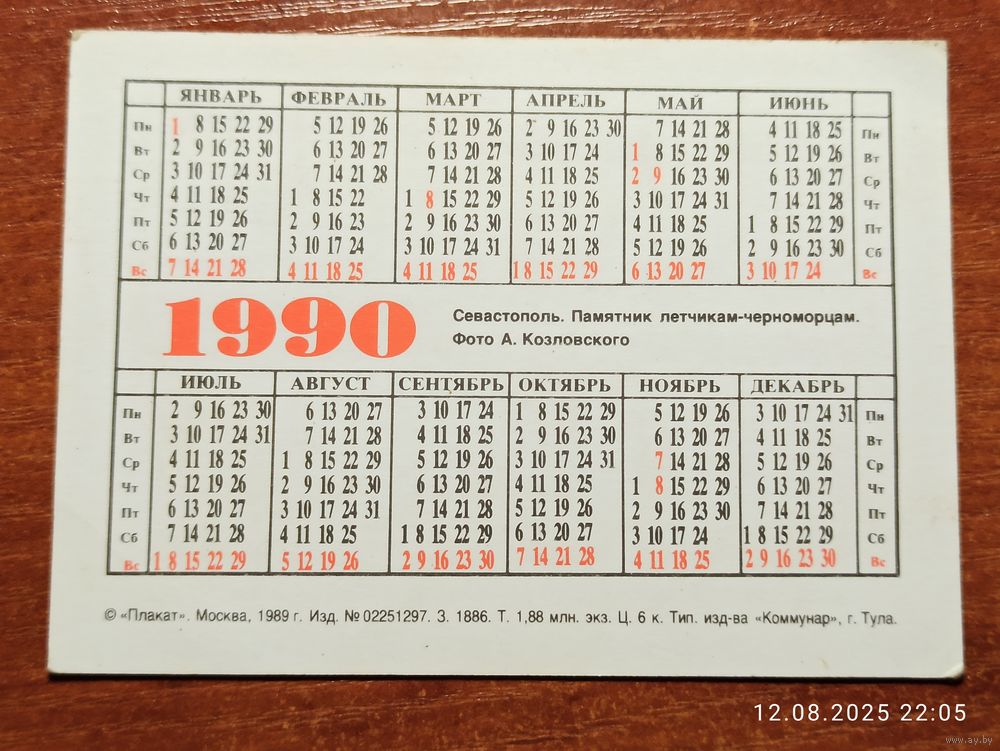 ЯНВАРЬ ФЕВРАЛЬ МАРТ АПРЕЛЬ МАЙ ИЮНЬ
Пн 1 8 15 22 29 5 12 19 26 5 12 19 26 2 9 16 23 30 7 14 21 28 4 11 18 25 Пн
Вт 2 9 16 23 30 6 13 20 27 6 13 20 27 3 10 17 24 1 8 15 22 29 5 12 19 26 Вт
Ср 3 10 17 24 31 7 14 21 28 7 14 21 28 4 11 18 25 2 9 16 23 30 6 13 20 27 Ср
Чт 4 11 18 25 1 8 15 22 1 8 15 22 29 5 12 19 26 3 10 17 24 31 7 14 21 28 Чт
Пт 5 12 19 26 2 9 16 23 2 9 16 23 30 6 13 20 27 4 11 18 25 1 8 15 22 29 Пт
Сб 6 13 20 27 3 10 17 24 3 10 17 24 31 7 14 21 28 5 12 19 26 2 9 16 23 30 Сб
Вс 7 14 21 28 4 11 18 25 4 11 18 25 1 8 15 22 29 6 13 20 27 3 10 17 24 Вс
1990
Севастополь. Памятник летчикам-черноморцам.
Фото А. Козловского
ИЮЛЬ АВГУСТ СЕНТЯБРЬ ОКТЯБРЬ НОЯБРЬ ДЕКАБРЬ
Пн 2 9 16 23 30 6 13 20 27 3 10 17 24 1 8 15 22 29 5 12 19 26 3 10 17 24 31 Пн
Вт 3 10 17 24 31 7 14 21 28 4 11 18 25 2 9 16 23 30 6 13 20 27 4 11 18 25 Вт
Ср 4 11 18 25 1 8 15 22 29 5 12 19 26 3 10 17 24 31 7 14 21 28 5 12 19 26 Ср
Чт 5 12 19 26 2 9 16 23 30 6 13 20 27 4 11 18 25 1 8 15 22 29 6 13 20 27 Чт
Пт 6 13 20 27 3 10 17 24 31 7 14 21 28 5 12 19 26 2 9 16 23 30 7 14 21 28 Пт
Сб 7 14 21 28 4 11 18 25 1 8 15 22 29 6 13 20 27 3 10 17 24 1 8 15 22 29 Сб
Вс 1 8 15 22 29 5 12 19 26 2 9 16 23 30 7 14 21 28 4 11 18 25 2 9 16 23 30 Вс
© «Плакат». Москва, 1989 г. Изд. № 02251297. З. 1886. Т. 1,88 млн. экз. Ц. 6 к. Тип. изд-ва «Коммунар», г. Тула.
12.08.2025 22:05
www.ay.by